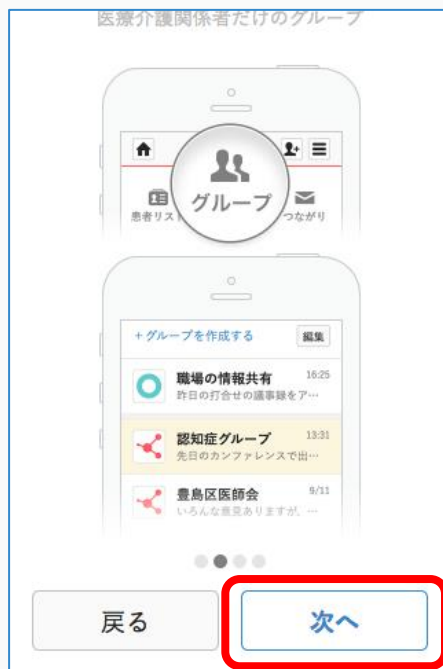 医療介護関係者だけのグループ
患者リスト
グループ
つながり
+グループを作成する 編集
職場の情報共有 16:25
昨日の打合せの議事録をア…
認知症グループ 13:31
先日のカンファレンスで出…
豊島区医師会 9/11
いろんな意見ありますが、…
戻る 次へ